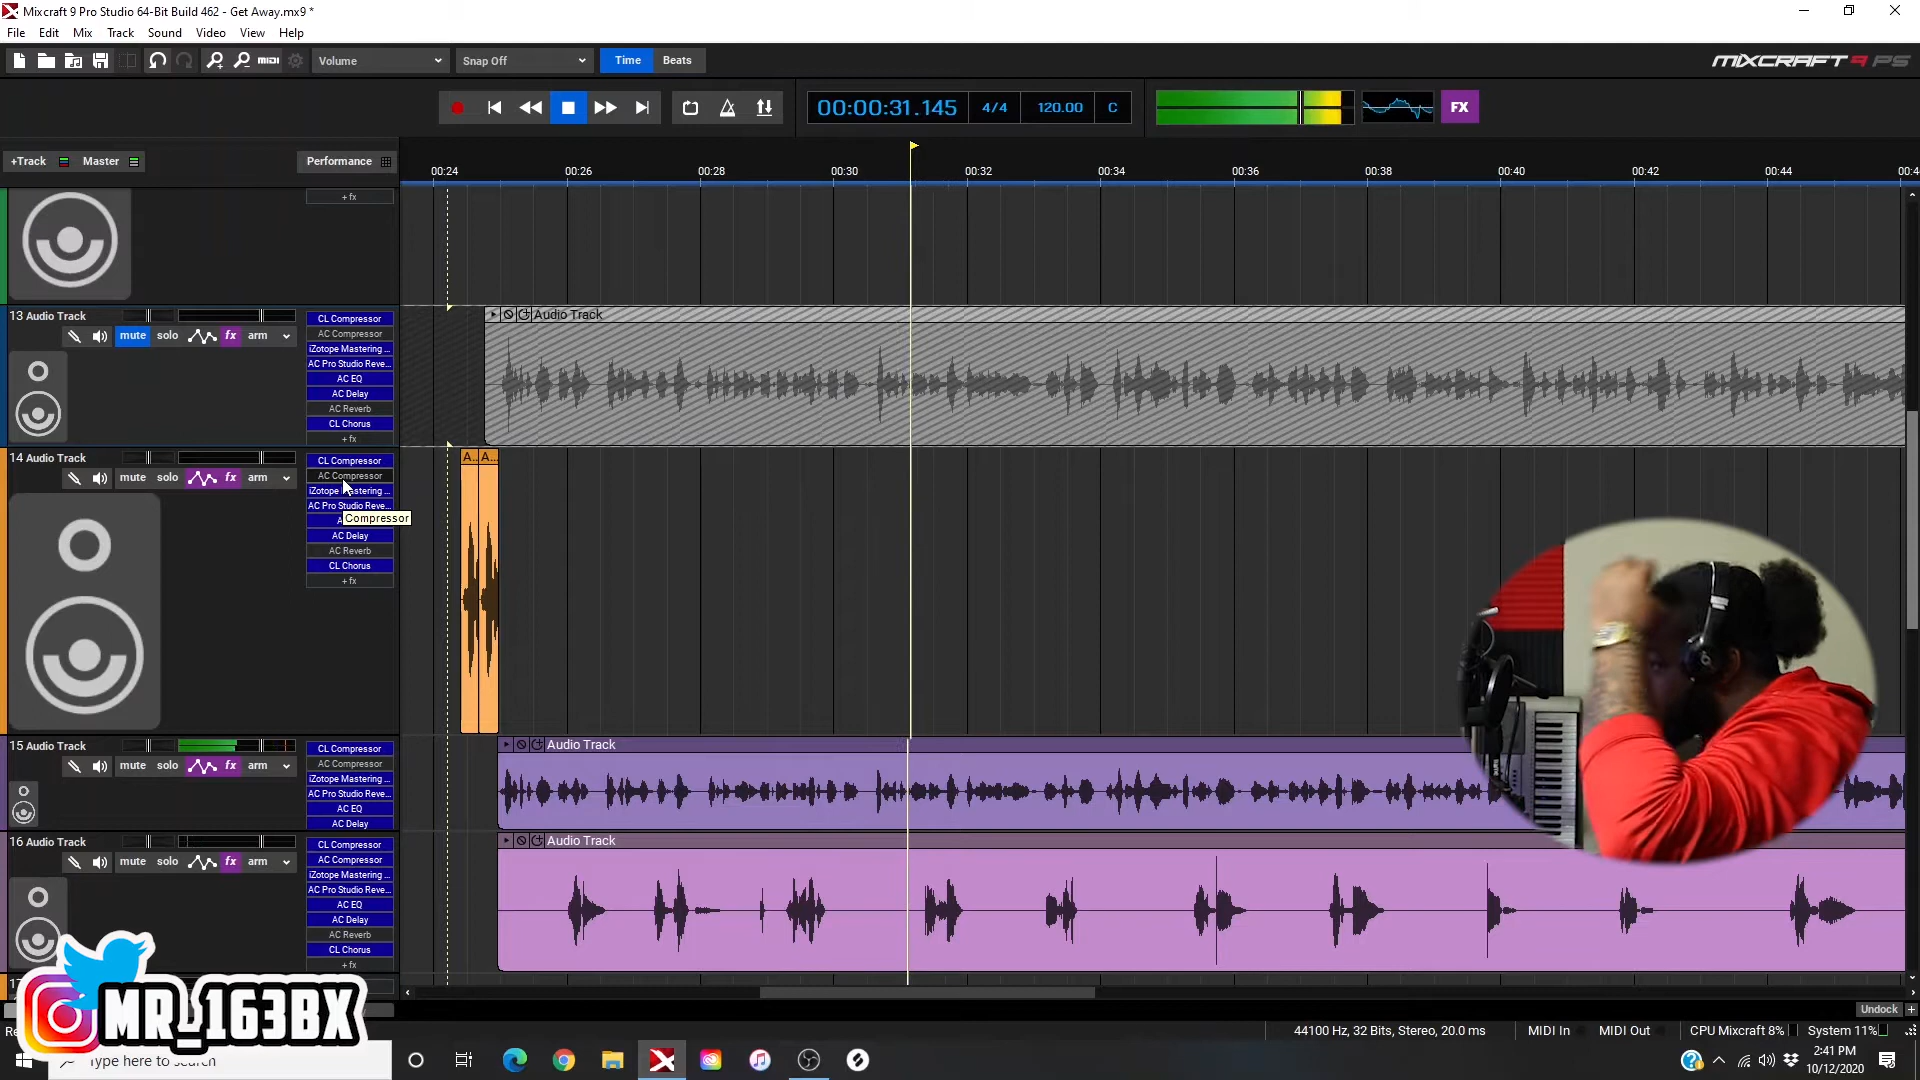 Mixcraft 9 Pro Studio 64-Bit Build 462 - Get Away.mx9 *
File Edit Mix Track Sound Video View Help
MIDI Volume Snap Off Time Beats MIXCRAFT 9 PS
00:00:31.145 4/4 120.00 C FX
+Track Master Performance
00:24 00:26 00:28 00:30 00:32 00:34 00:36 00:38 00:40 00:42 00:44
+ fx
13 Audio Track
mute solo fx arm
CL Compressor
AC Compressor
iZotope Mastering ...
AC Pro Studio Reve...
AC EQ
AC Delay
AC Reverb
CL Chorus
+ fx
Audio Track
14 Audio Track
mute solo fx arm
CL Compressor
AC Compressor
AC Pro Studio Reve...
Compressor
AC Delay
AC Reverb
CL Chorus
+ fx
A... A...
15 Audio Track
mute solo fx arm
CL Compressor
AC Compressor
iZotope Mastering ...
AC Pro Studio Reve...
AC EQ
AC Delay
Audio Track
16 Audio Track
mute solo fx arm
CL Compressor
AC Compressor
iZotope Mastering ...
AC Pro Studio Reve...
AC EQ
AC Delay
AC Reverb
CL Chorus
+ fx
Audio Track
MR_163BX
Undock +
44100 Hz, 32 Bits, Stereo, 20.0 ms MIDI In MIDI Out CPU Mixcraft 8% System 11%
Type here to search
2:41 PM
10/12/2020